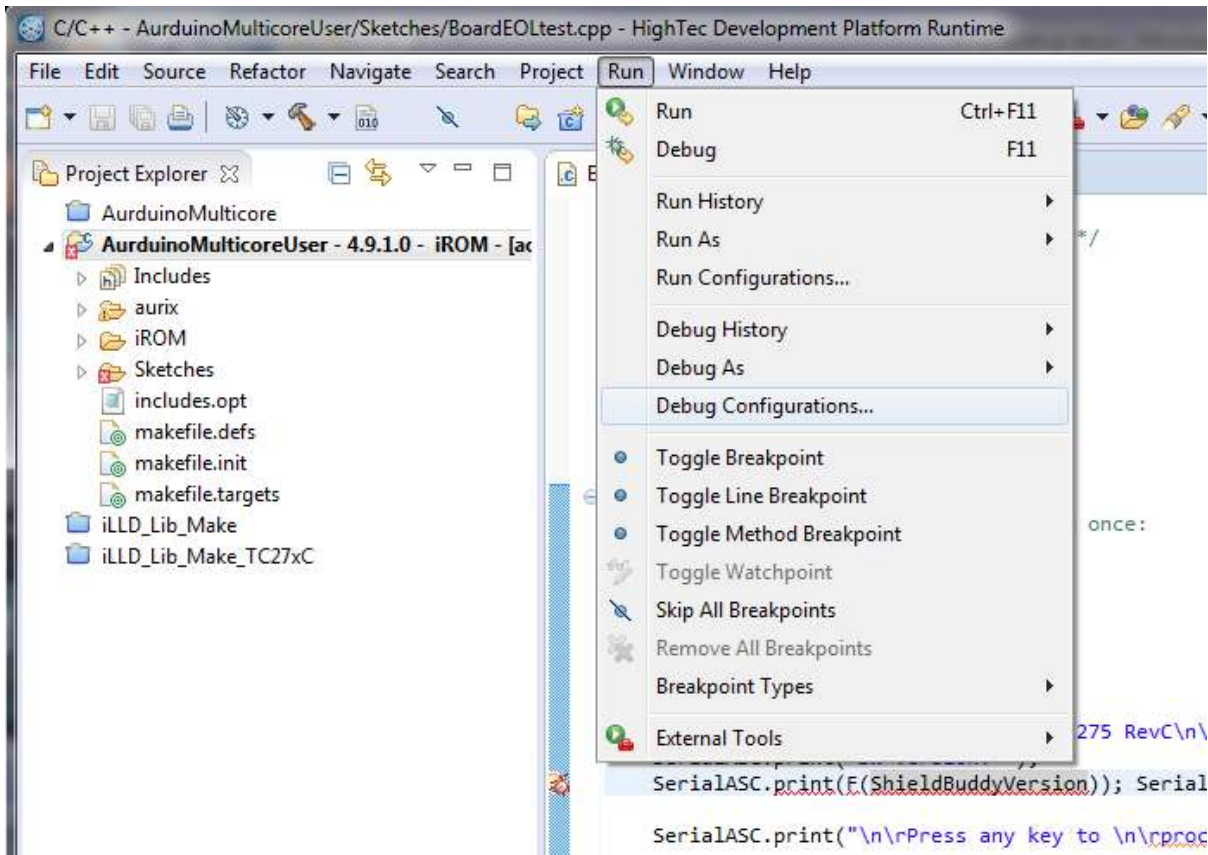 C/C++ - AurduinoMulticoreUser/Sketches/BoardEOLtest.cpp - HighTec Development Platform Runtime
File Edit Source Refactor Navigate Search Project Run Window Help
010
Project Explorer
AurduinoMulticore
AurduinoMulticoreUser - 4.9.1.0 - iROM - [ac
Includes
aurix
iROM
Sketches
includes.opt
makefile.defs
makefile.init
makefile.targets
iLLD_Lib_Make
iLLD_Lib_Make_TC27xC
Run Ctrl+F11
Debug F11
Run History
Run As
Run Configurations...
Debug History
Debug As
Debug Configurations...
Toggle Breakpoint
Toggle Line Breakpoint
Toggle Method Breakpoint
Toggle Watchpoint
Skip All Breakpoints
Remove All Breakpoints
Breakpoint Types
External Tools
.c E
*/
once:
275 RevC\n\
SerialASC.print(F(ShieldBuddyVersion)); Serial
SerialASC.print("\n\rPress any key to \n\rproc